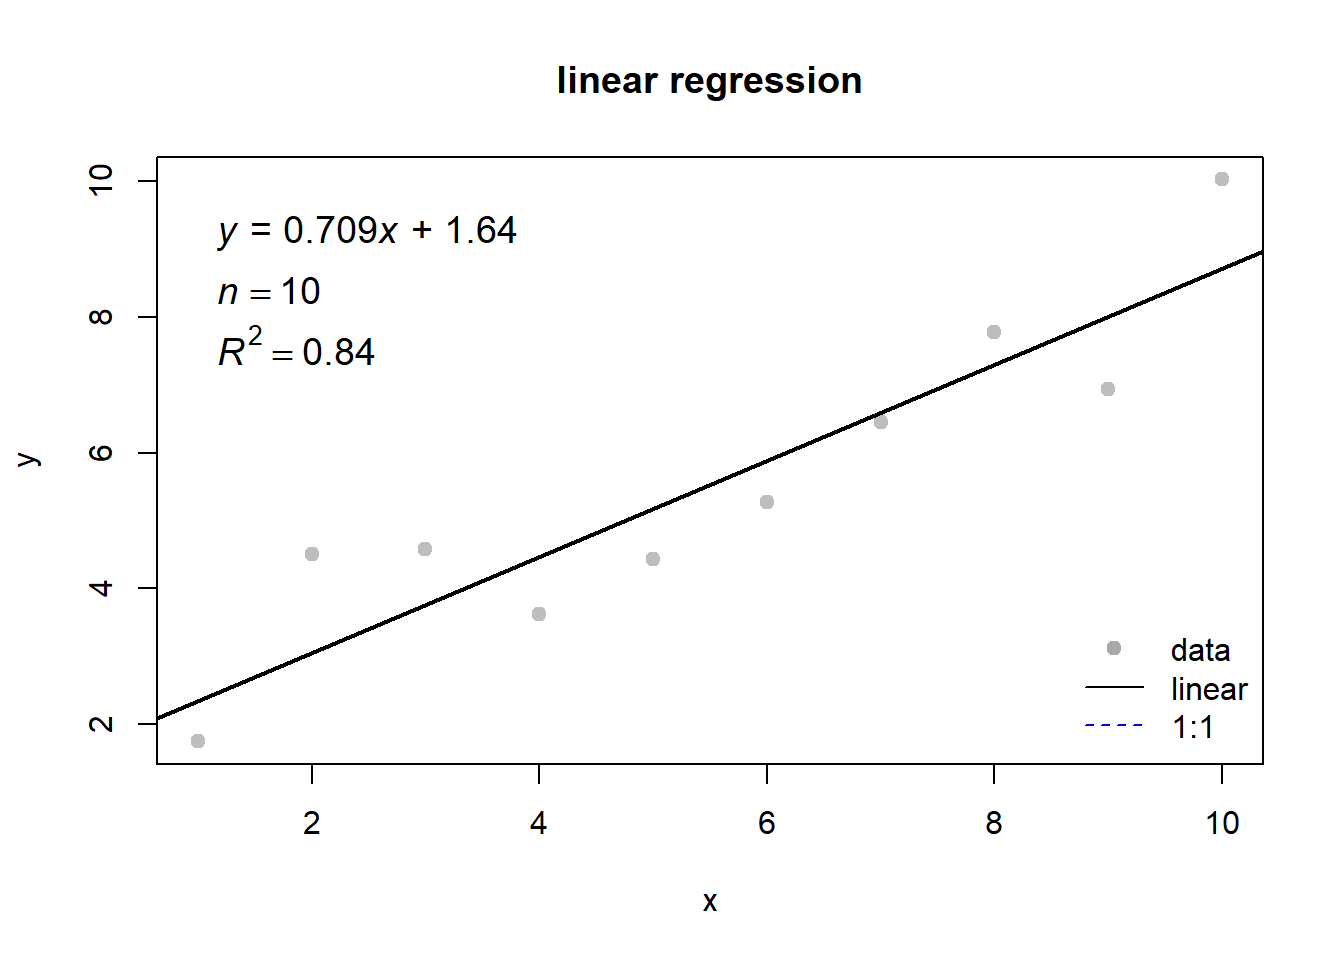 linear regression
y = 0.709x + 1.64
n = 10
R² = 0.84
10
8
6
4
2
y
data
linear
1:1
2 4 6 8 10
x